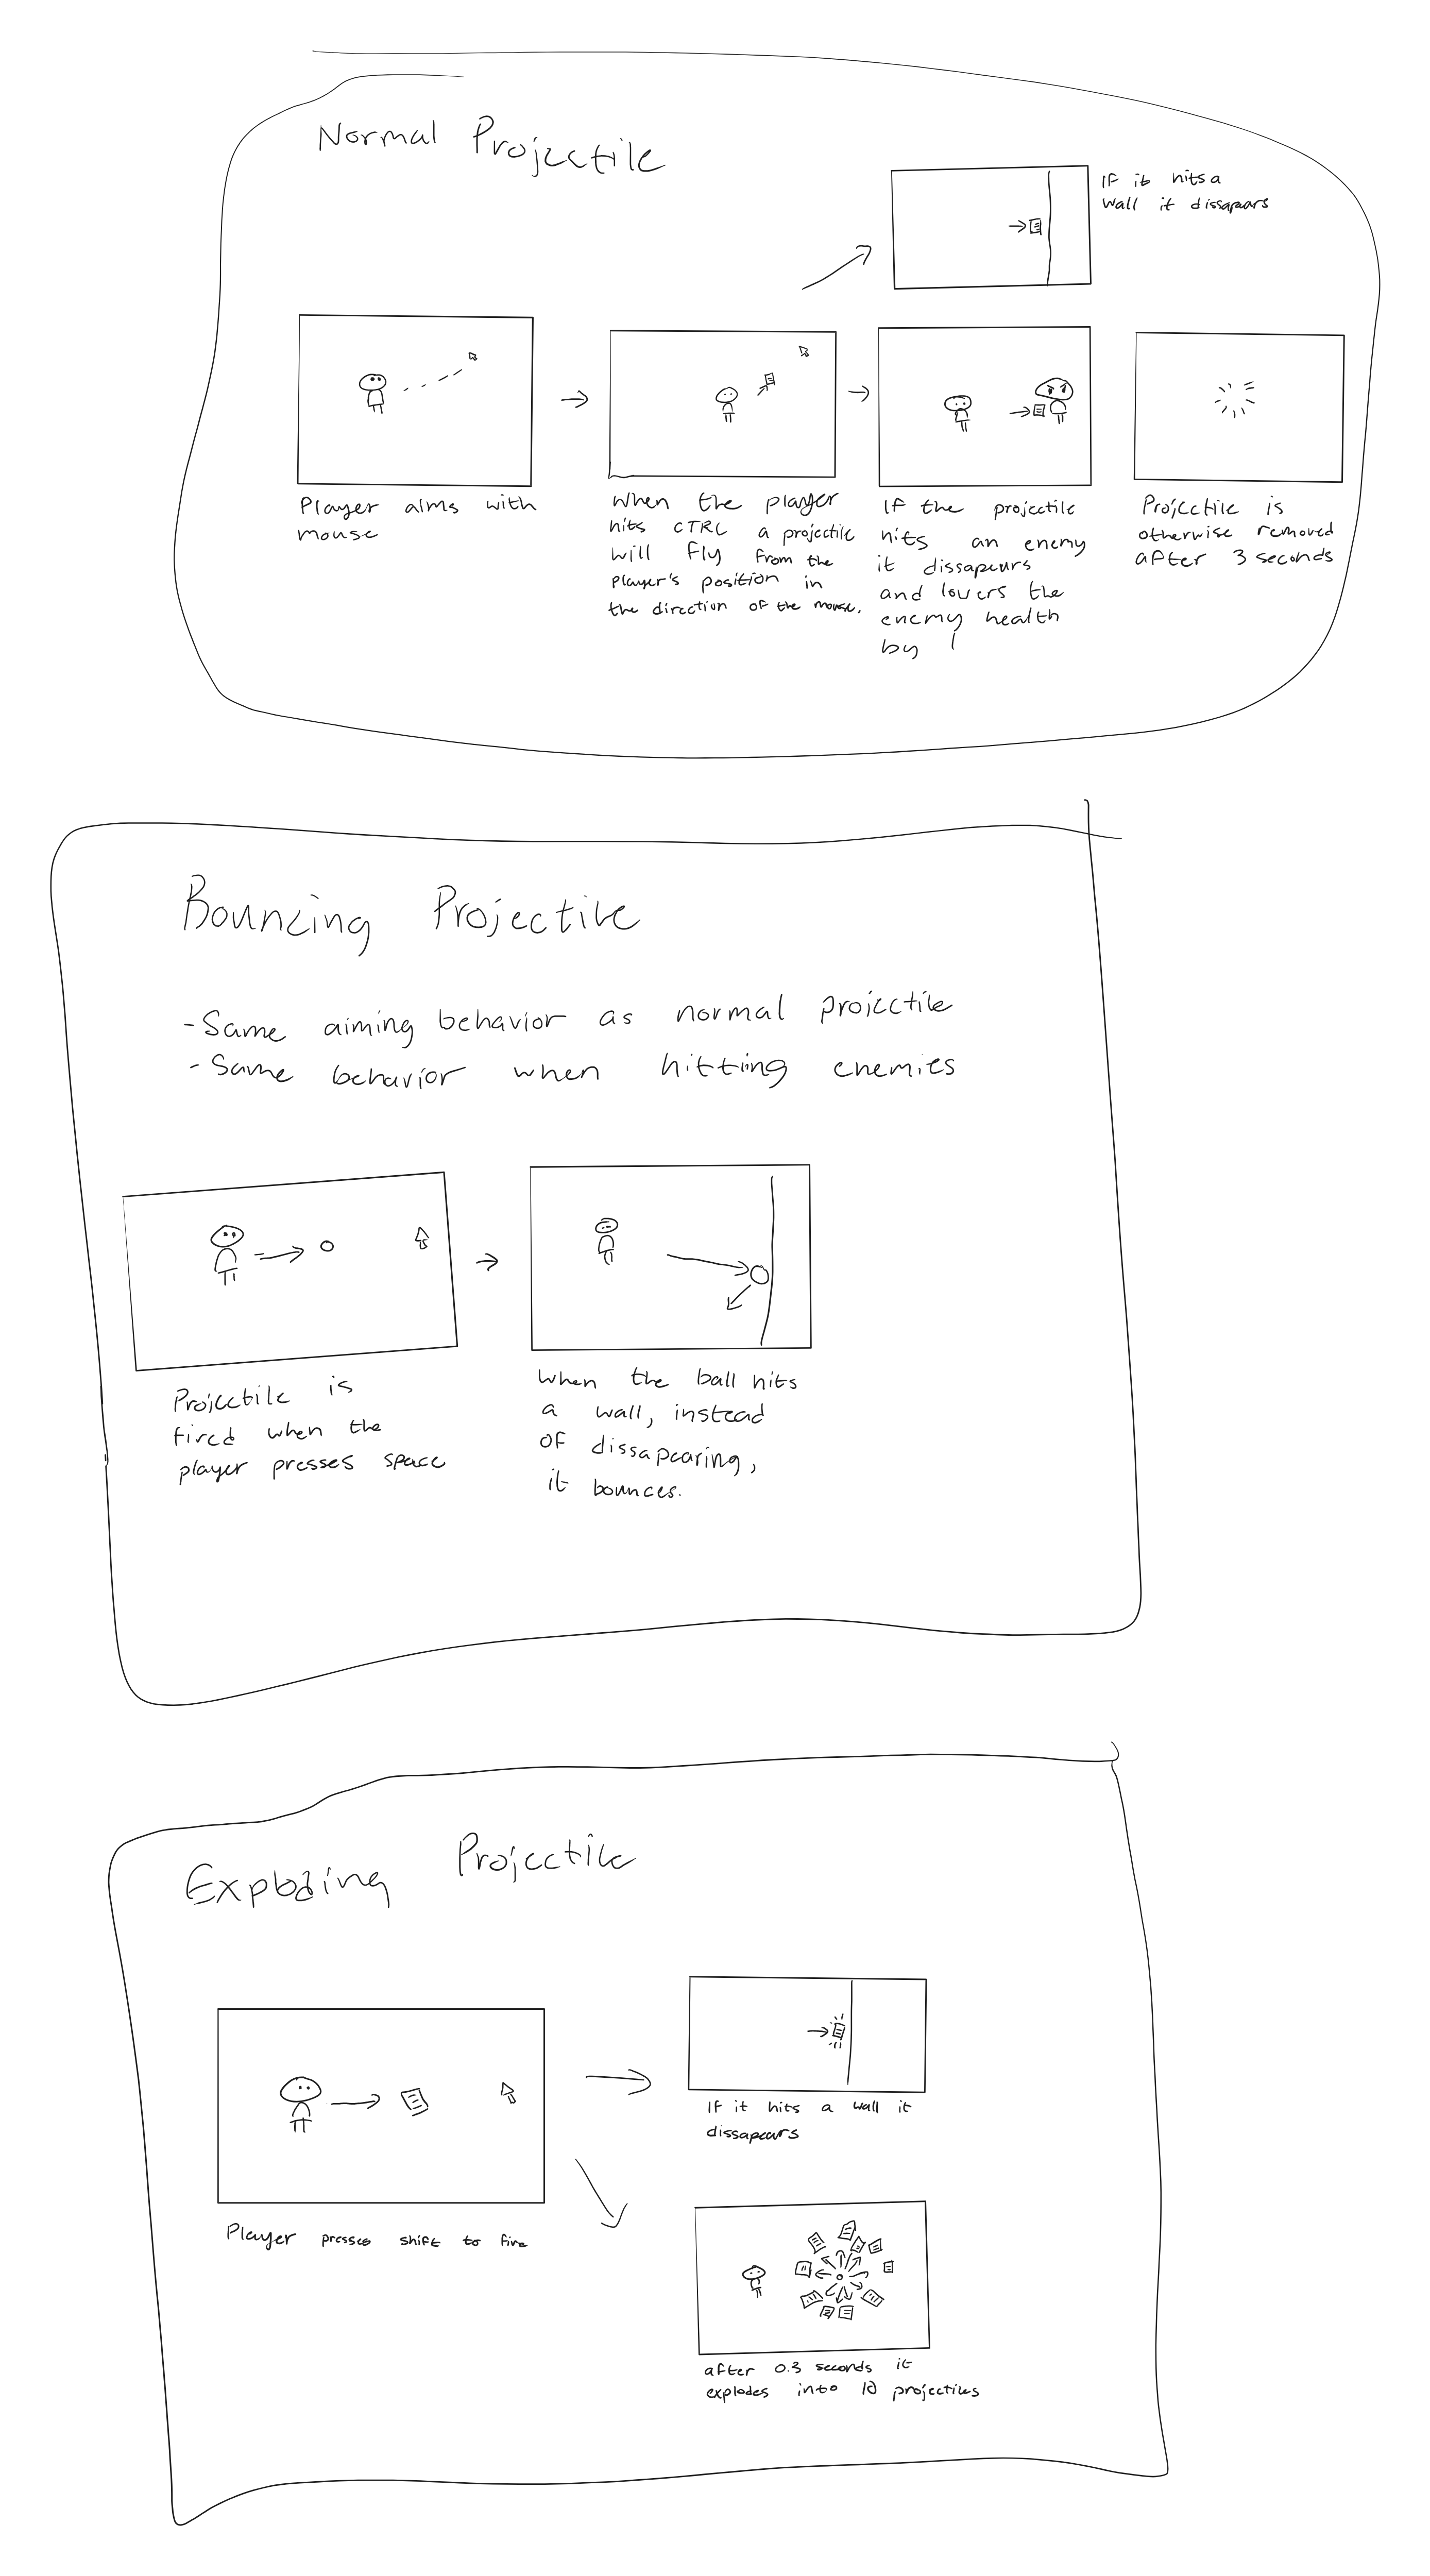 Normal Projectile
If it hits a
wall it dissapears
Player aims with
mouse
When the player
hits CTRL a projectile
will fly from the
player's position in
the direction of the mouse.
If the projectile
hits an enemy
it dissapears
and lowers the
enemy health
by 1
Projectile is
otherwise removed
after 3 seconds
Bouncing Projectile
- Same aiming behavior as normal projectile
- Same behavior when hitting enemies
Projectile is
fired when the
player presses space
When the ball hits
a wall, instead
of dissapearing,
it bounces.
Exploding Projectile
Player presses shift to fire
If it hits a wall it
dissapears
after 0.3 seconds it
explodes into 10 projectiles